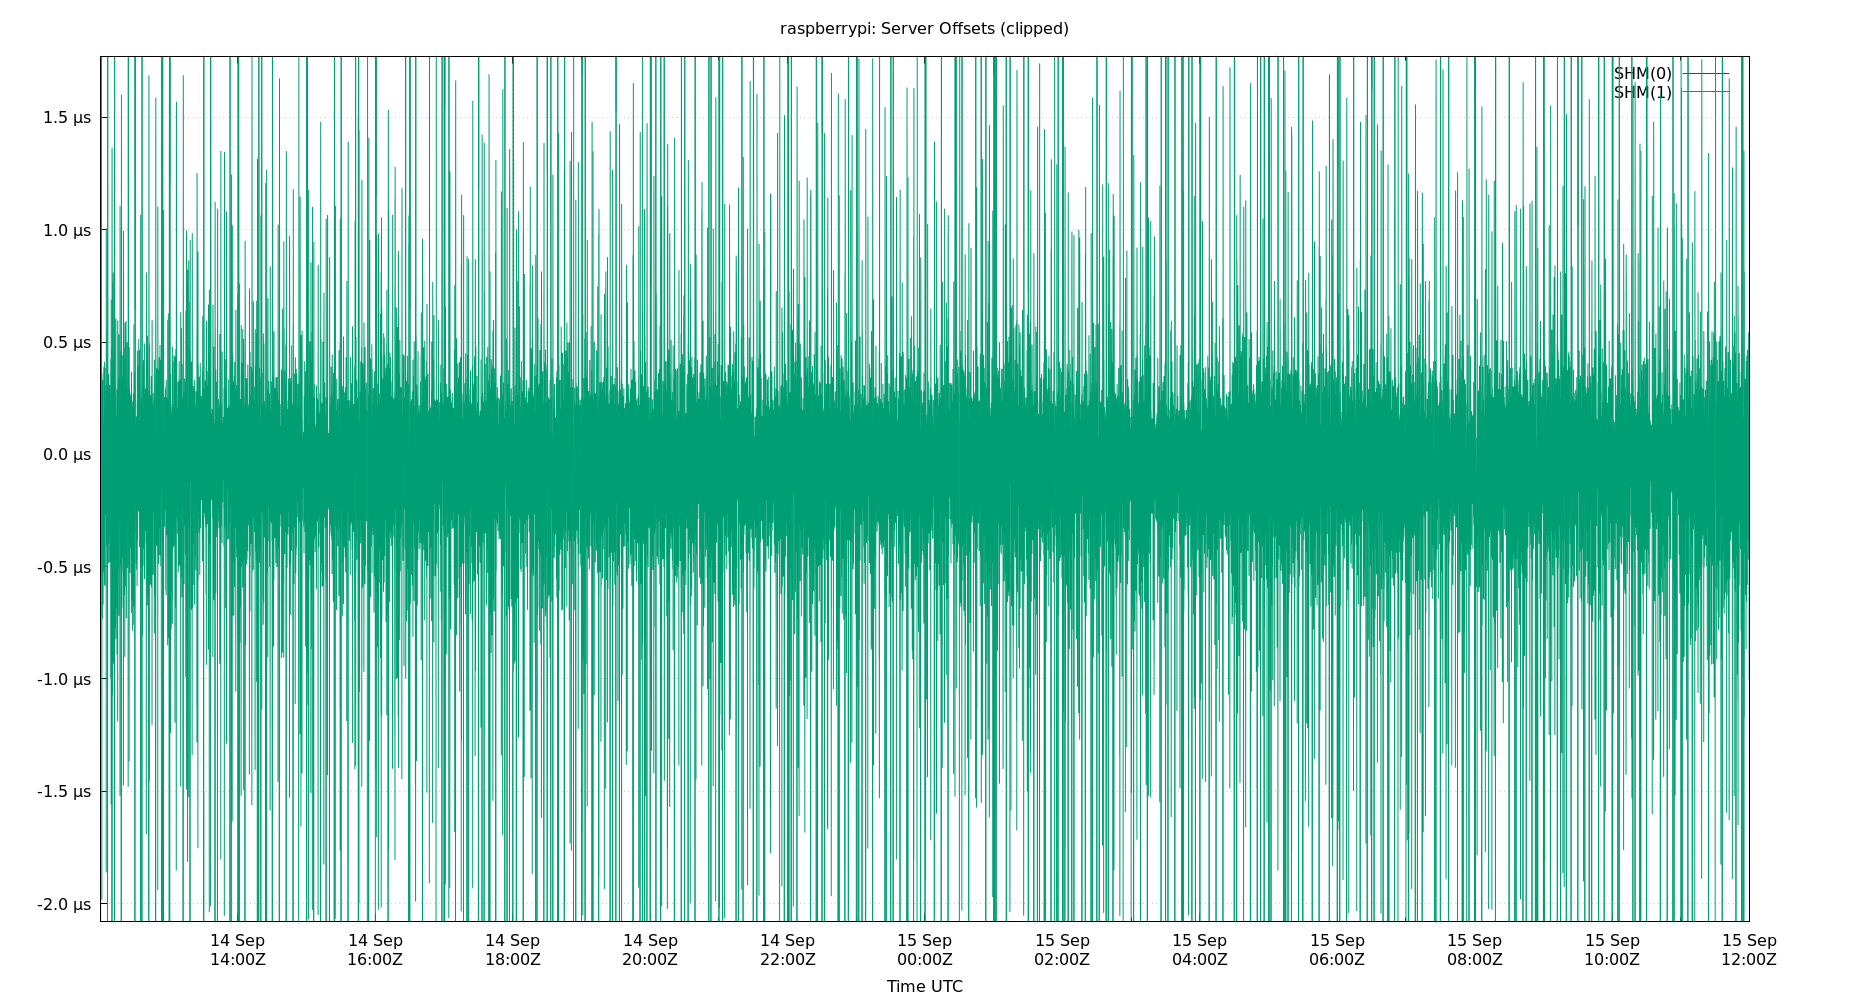 raspberrypi: Server Offsets (clipped)
SHM(0)
SHM(1)
1.5 µs
1.0 µs
0.5 µs
0.0 µs
-0.5 µs
-1.0 µs
-1.5 µs
-2.0 µs
14 Sep 14 Sep 14 Sep 14 Sep 14 Sep 15 Sep 15 Sep 15 Sep 15 Sep 15 Sep 15 Sep 15 Sep
14:00Z 16:00Z 18:00Z 20:00Z 22:00Z 00:00Z 02:00Z 04:00Z 06:00Z 08:00Z 10:00Z 12:00Z
Time UTC